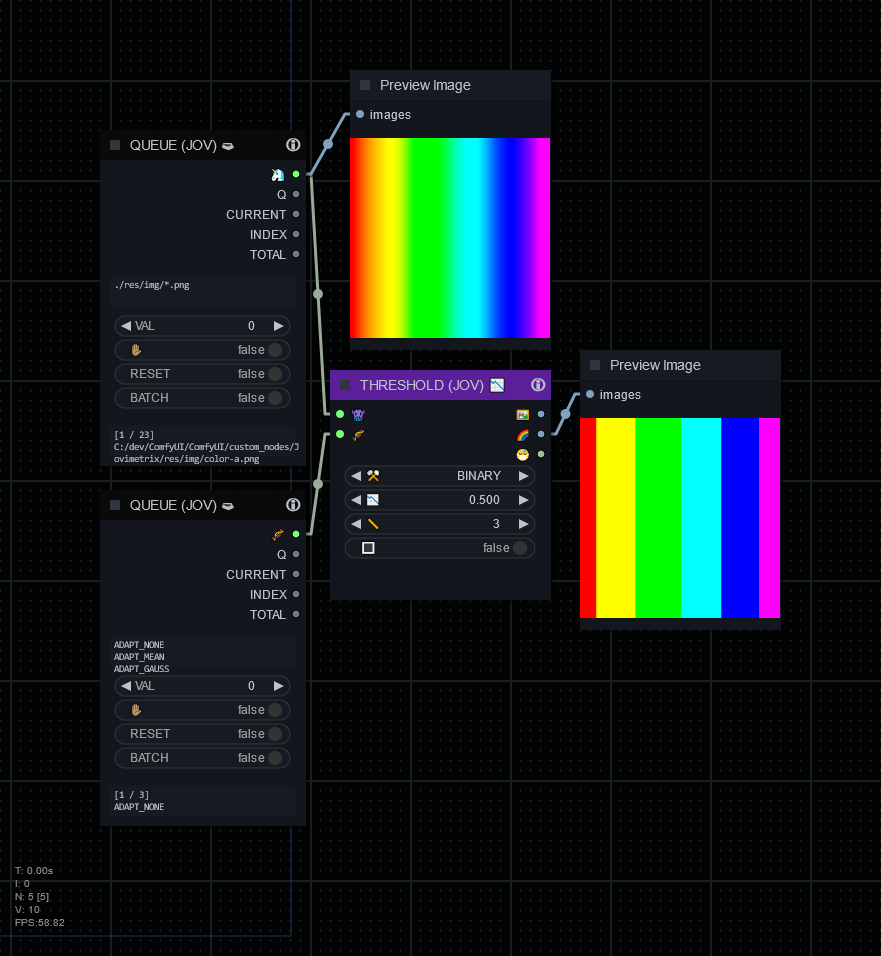 Preview Image
images
QUEUE (JOV)
Q
CURRENT
INDEX
TOTAL
./res/img/*.png
VAL 0
false
RESET false
BATCH false
[1 / 23]
C:/dev/ComfyUI/ComfyUI/custom_nodes/J
ovimetrix/res/img/color-a.png
THRESHOLD (JOV)
BINARY
0.500
3
false
Preview Image
images
QUEUE (JOV)
Q
CURRENT
INDEX
TOTAL
ADAPT_NONE
ADAPT_MEAN
ADAPT_GAUSS
VAL 0
false
RESET false
BATCH false
[1 / 3]
ADAPT_NONE
T: 0.00s
I: 0
N: 5 [5]
V: 10
FPS:58.82